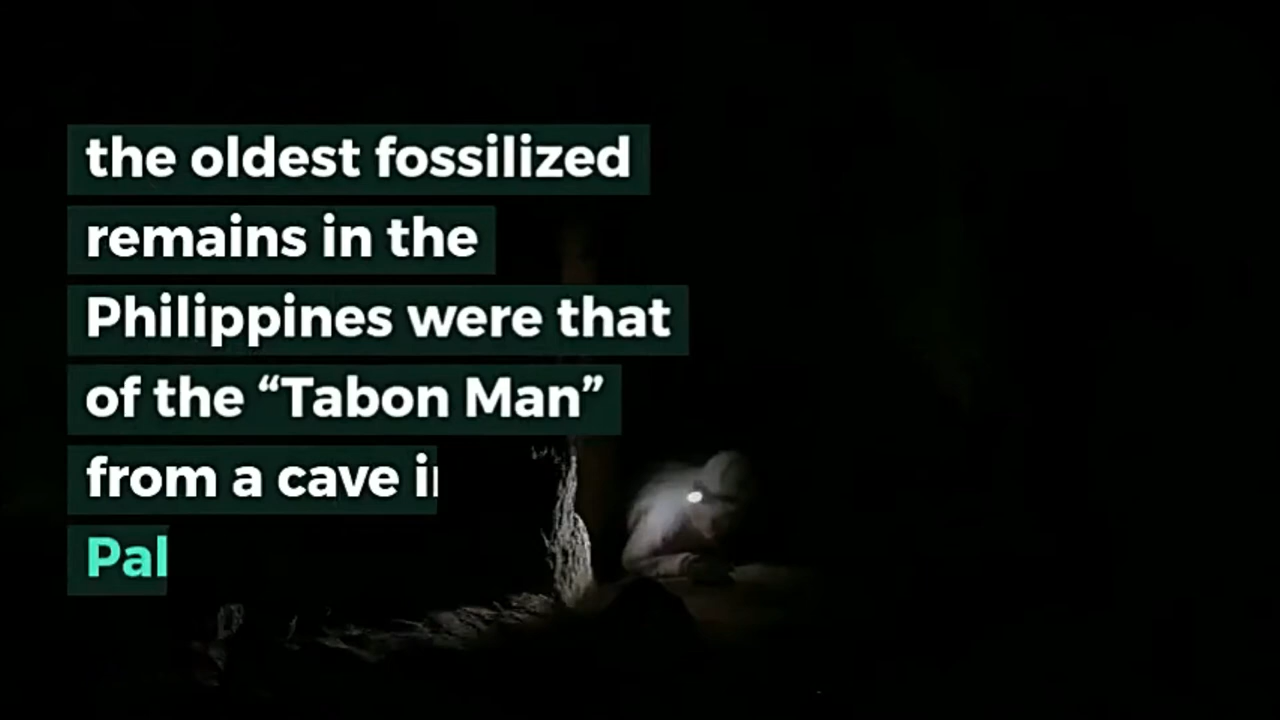 the oldest fossilized
remains in the
Philippines were that
of the “Tabon Man”
from a cave i
Pal